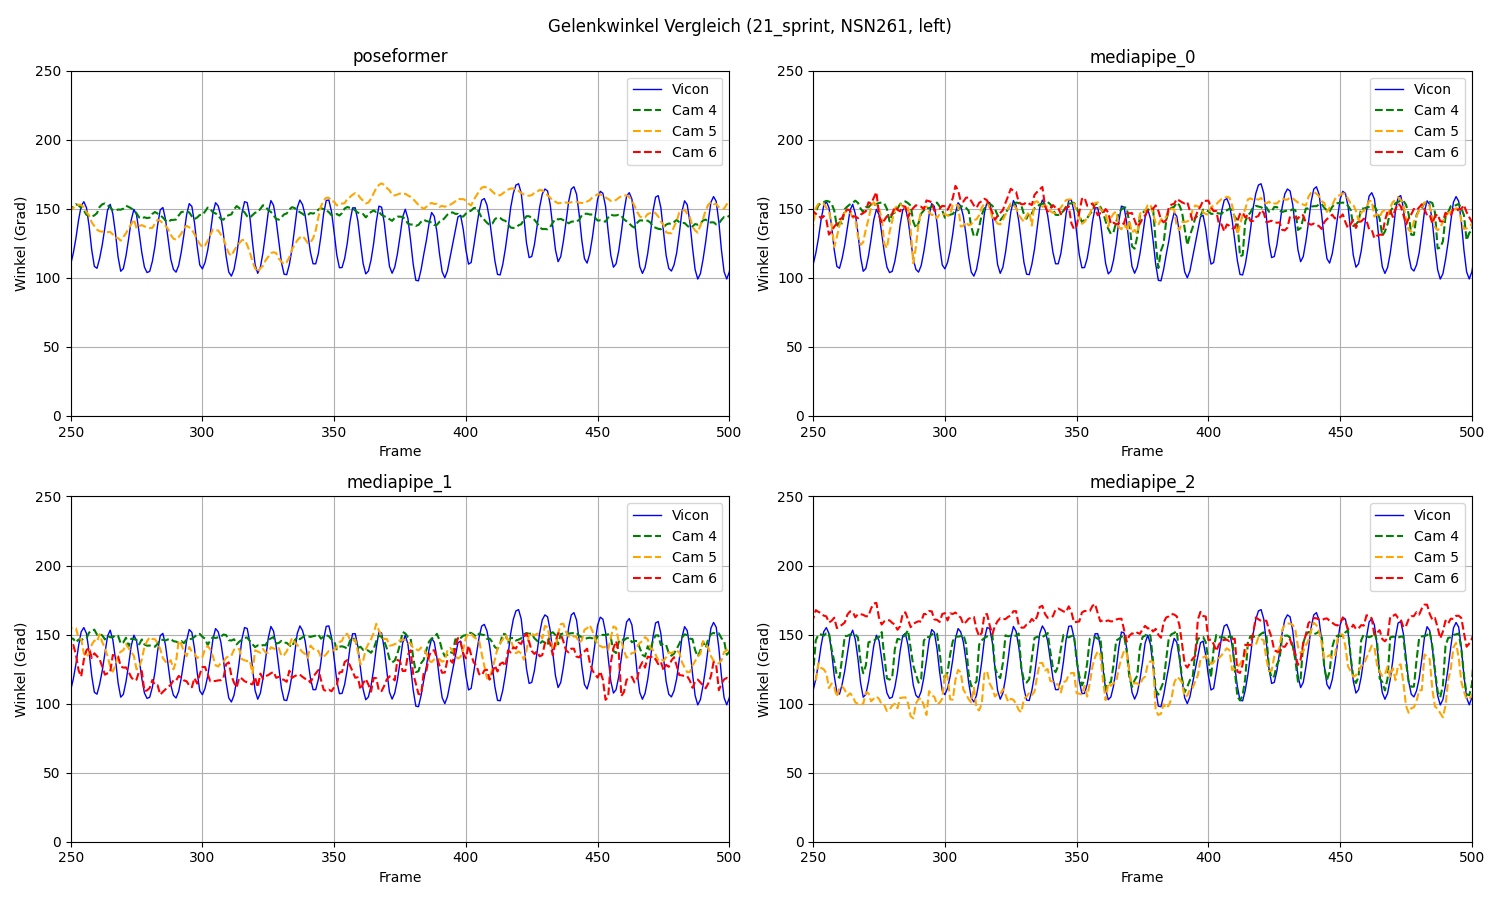 Gelenkwinkel Vergleich (21_sprint, NSN261, left)
poseformer
250
200
150
100
50
0
Winkel (Grad)
Vicon
Cam 4
Cam 5
Cam 6
250 300 350 400 450 500
Frame
mediapipe_0
250
200
150
100
50
0
Winkel (Grad)
Vicon
Cam 4
Cam 5
Cam 6
250 300 350 400 450 500
Frame
mediapipe_1
250
200
150
100
50
0
Winkel (Grad)
Vicon
Cam 4
Cam 5
Cam 6
250 300 350 400 450 500
Frame
mediapipe_2
250
200
150
100
50
0
Winkel (Grad)
Vicon
Cam 4
Cam 5
Cam 6
250 300 350 400 450 500
Frame